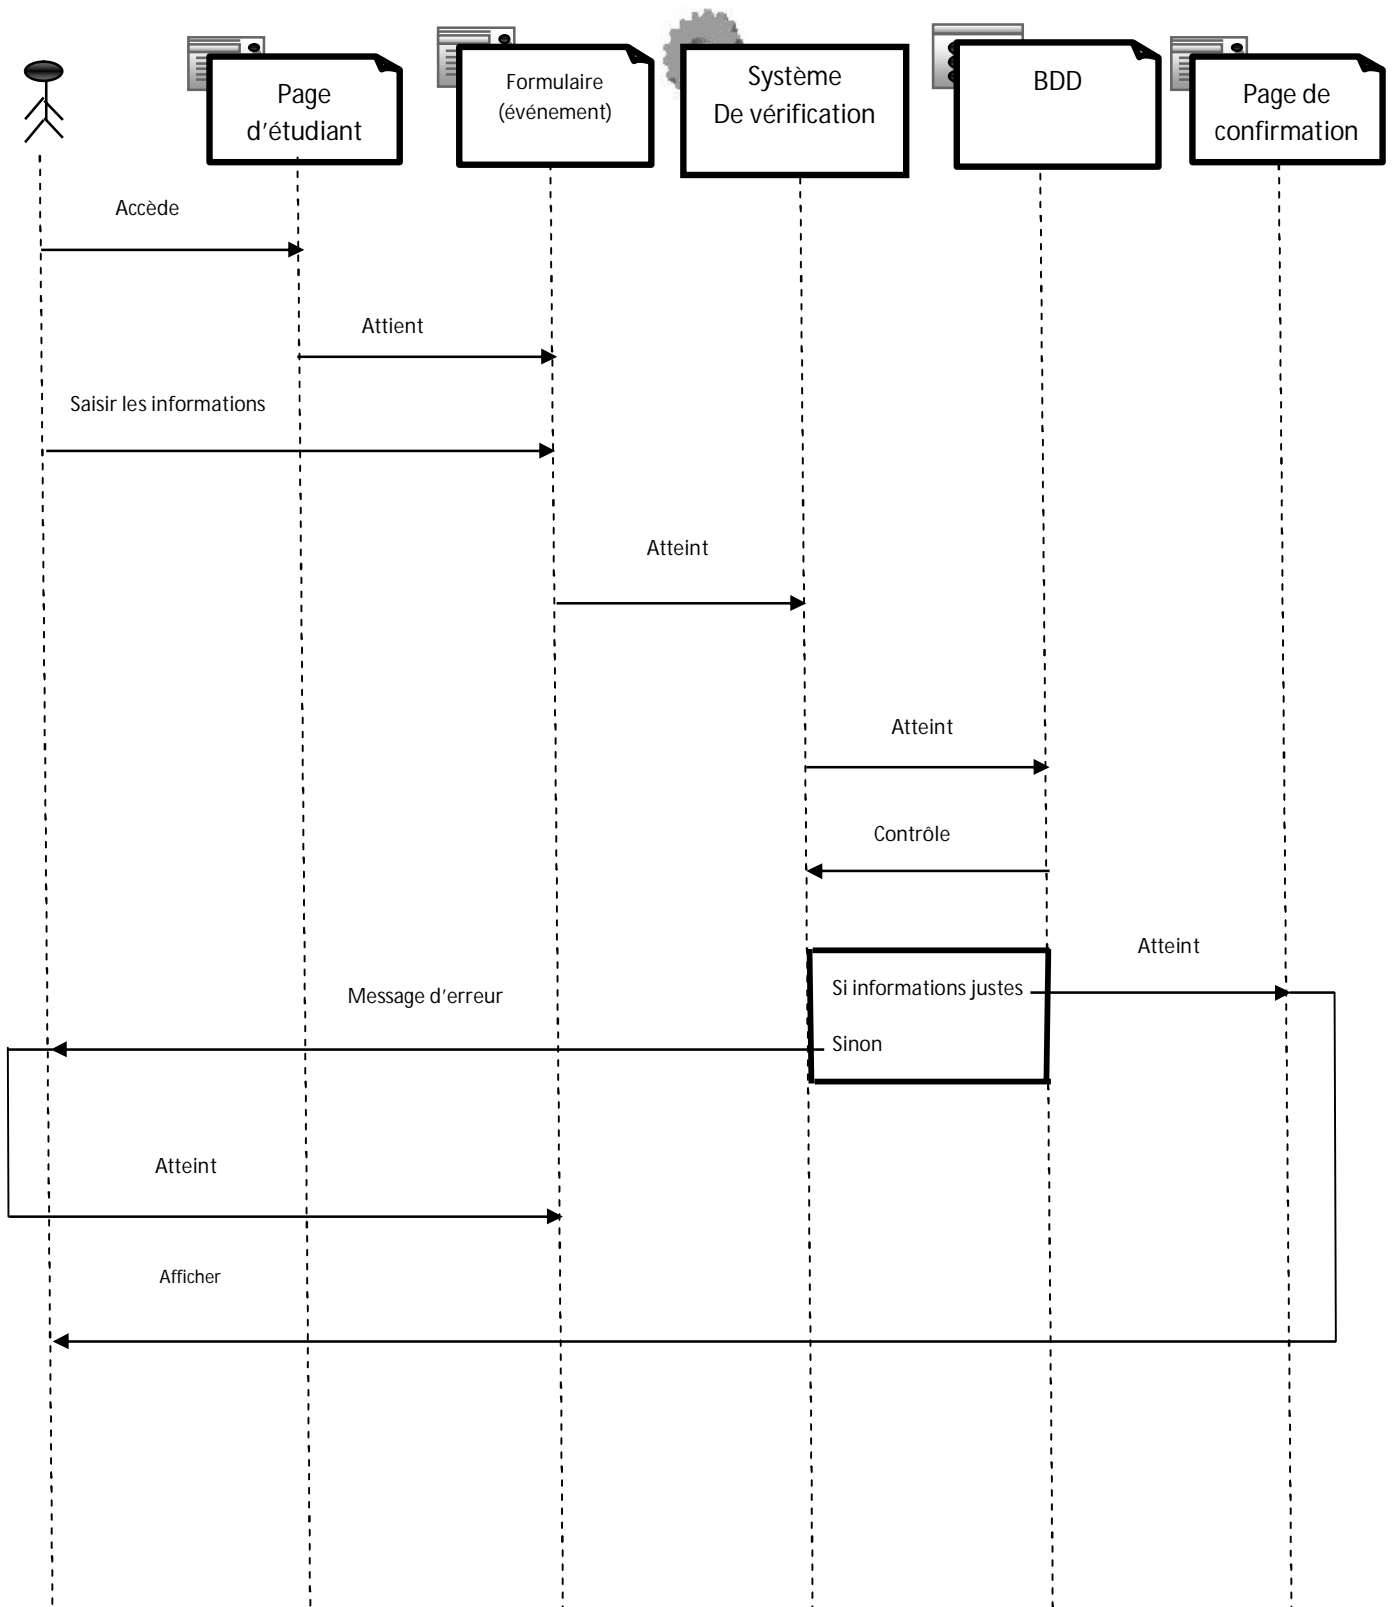 Page
d'étudiant
Formulaire
(événement)
Système
De vérification
BDD
Page de
confirmation
Accède
Attient
Saisir les informations
Atteint
Atteint
Contrôle
Atteint
Si informations justes
Message d'erreur
Sinon
Atteint
Afficher